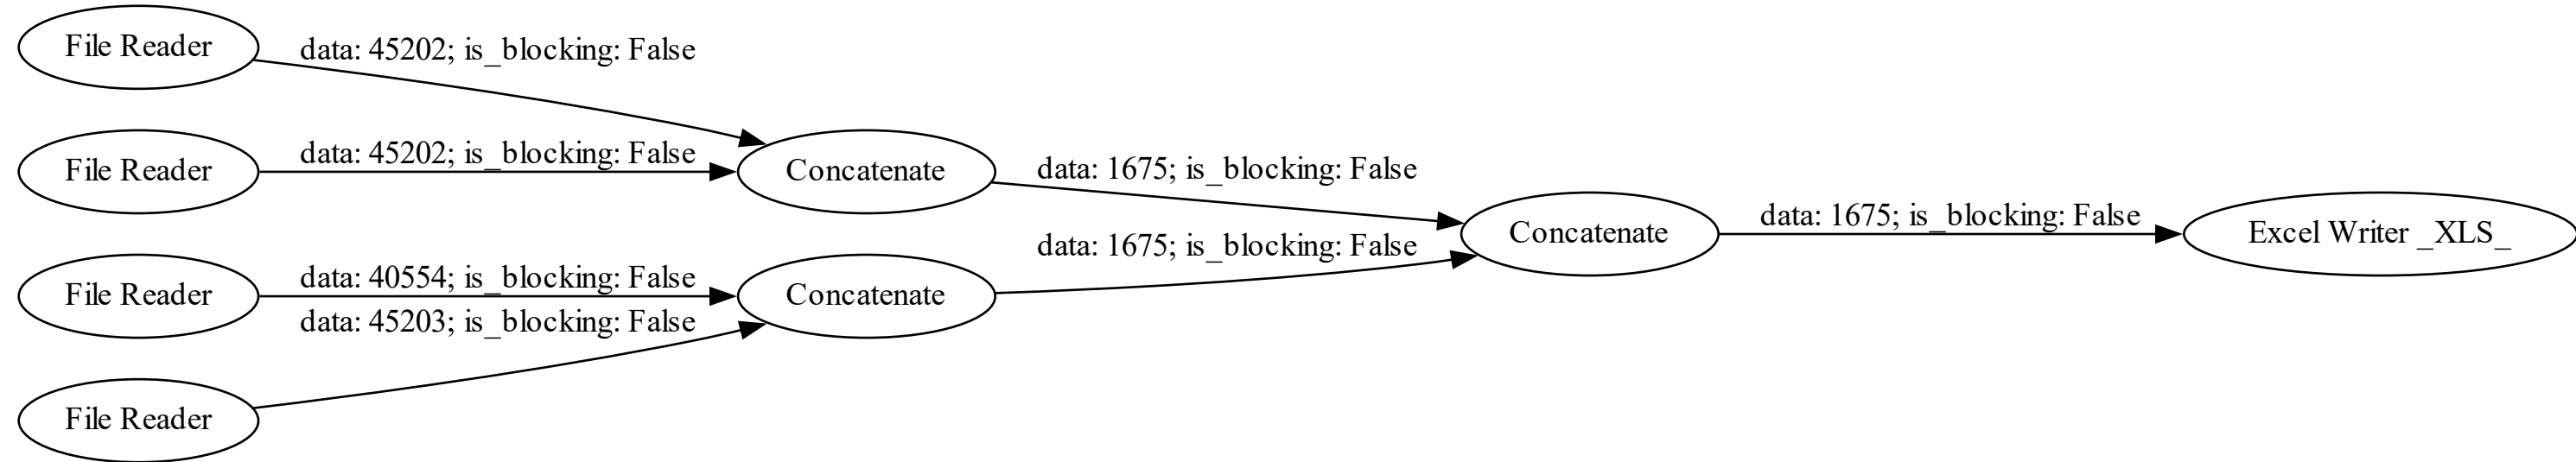 File Reader
data: 45202; is_blocking: False
File Reader
data: 45202; is_blocking: False
Concatenate
data: 1675; is_blocking: False
File Reader
data: 40554; is_blocking: False
data: 45203; is_blocking: False
Concatenate
data: 1675; is_blocking: False
File Reader
Concatenate
data: 1675; is_blocking: False
Excel Writer _XLS_